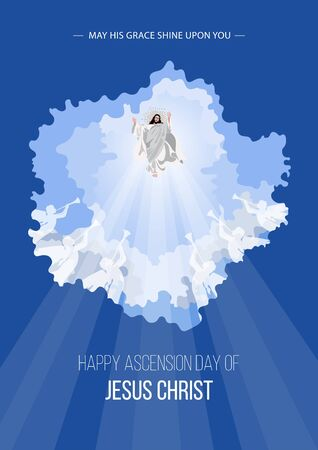 — MAY HIS GRACE SHINE UPON YOU —
HAPPY ASCENSION DAY OF
JESUS CHRIST